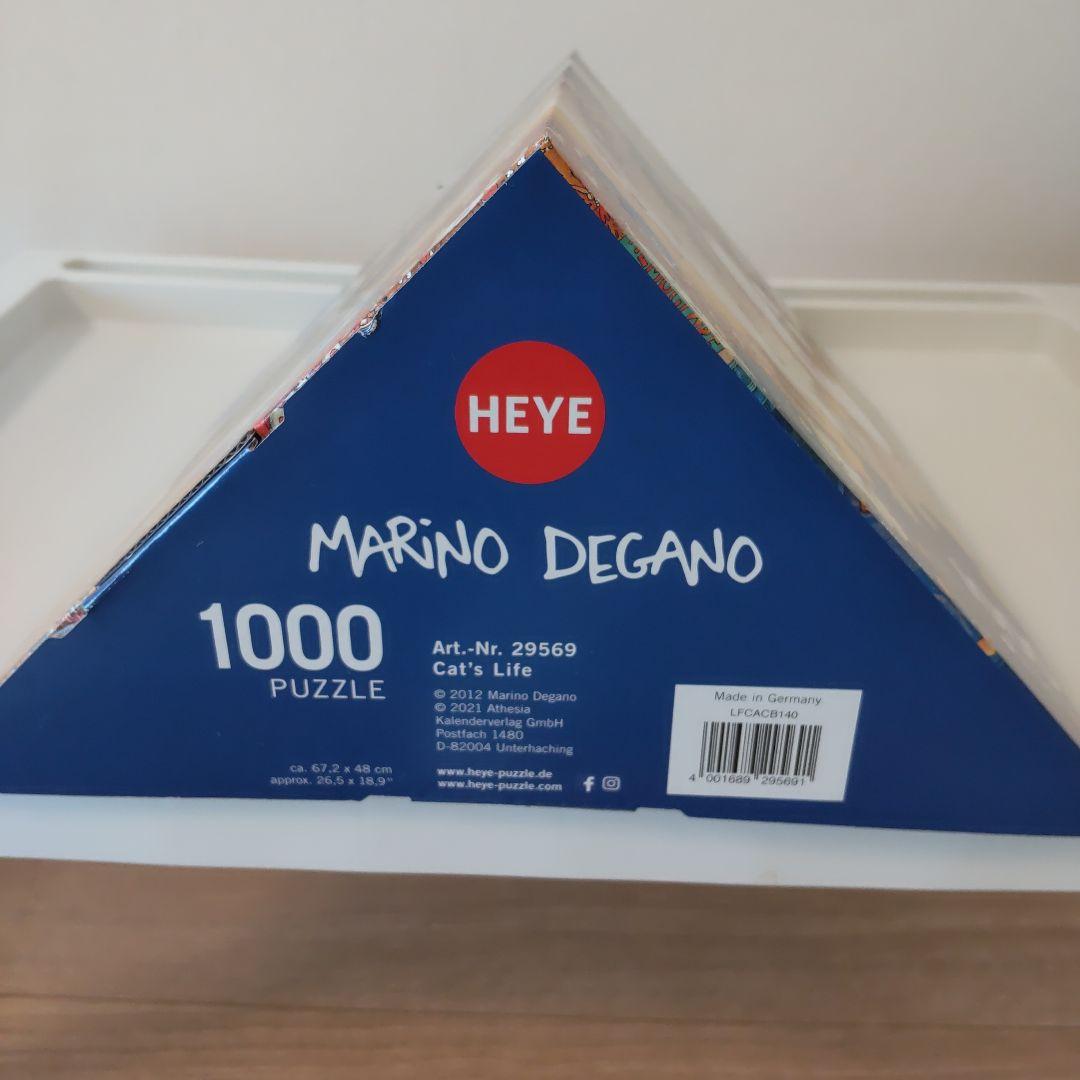 HEYE
MARiNO DEGANO
1000
PUZZLE
ca. 67,2 x 48 cm
approx. 26,5 x 18,9"
Art.-Nr. 29569
Cat's Life
© 2012 Marino Degano
© 2021 Athesia
Kalenderverlag GmbH
Postfach 1480
D-82004 Unterhaching
www.heye-puzzle.de
www.heye-puzzle.com
Made in Germany
LFCACB140
4 001689 295691